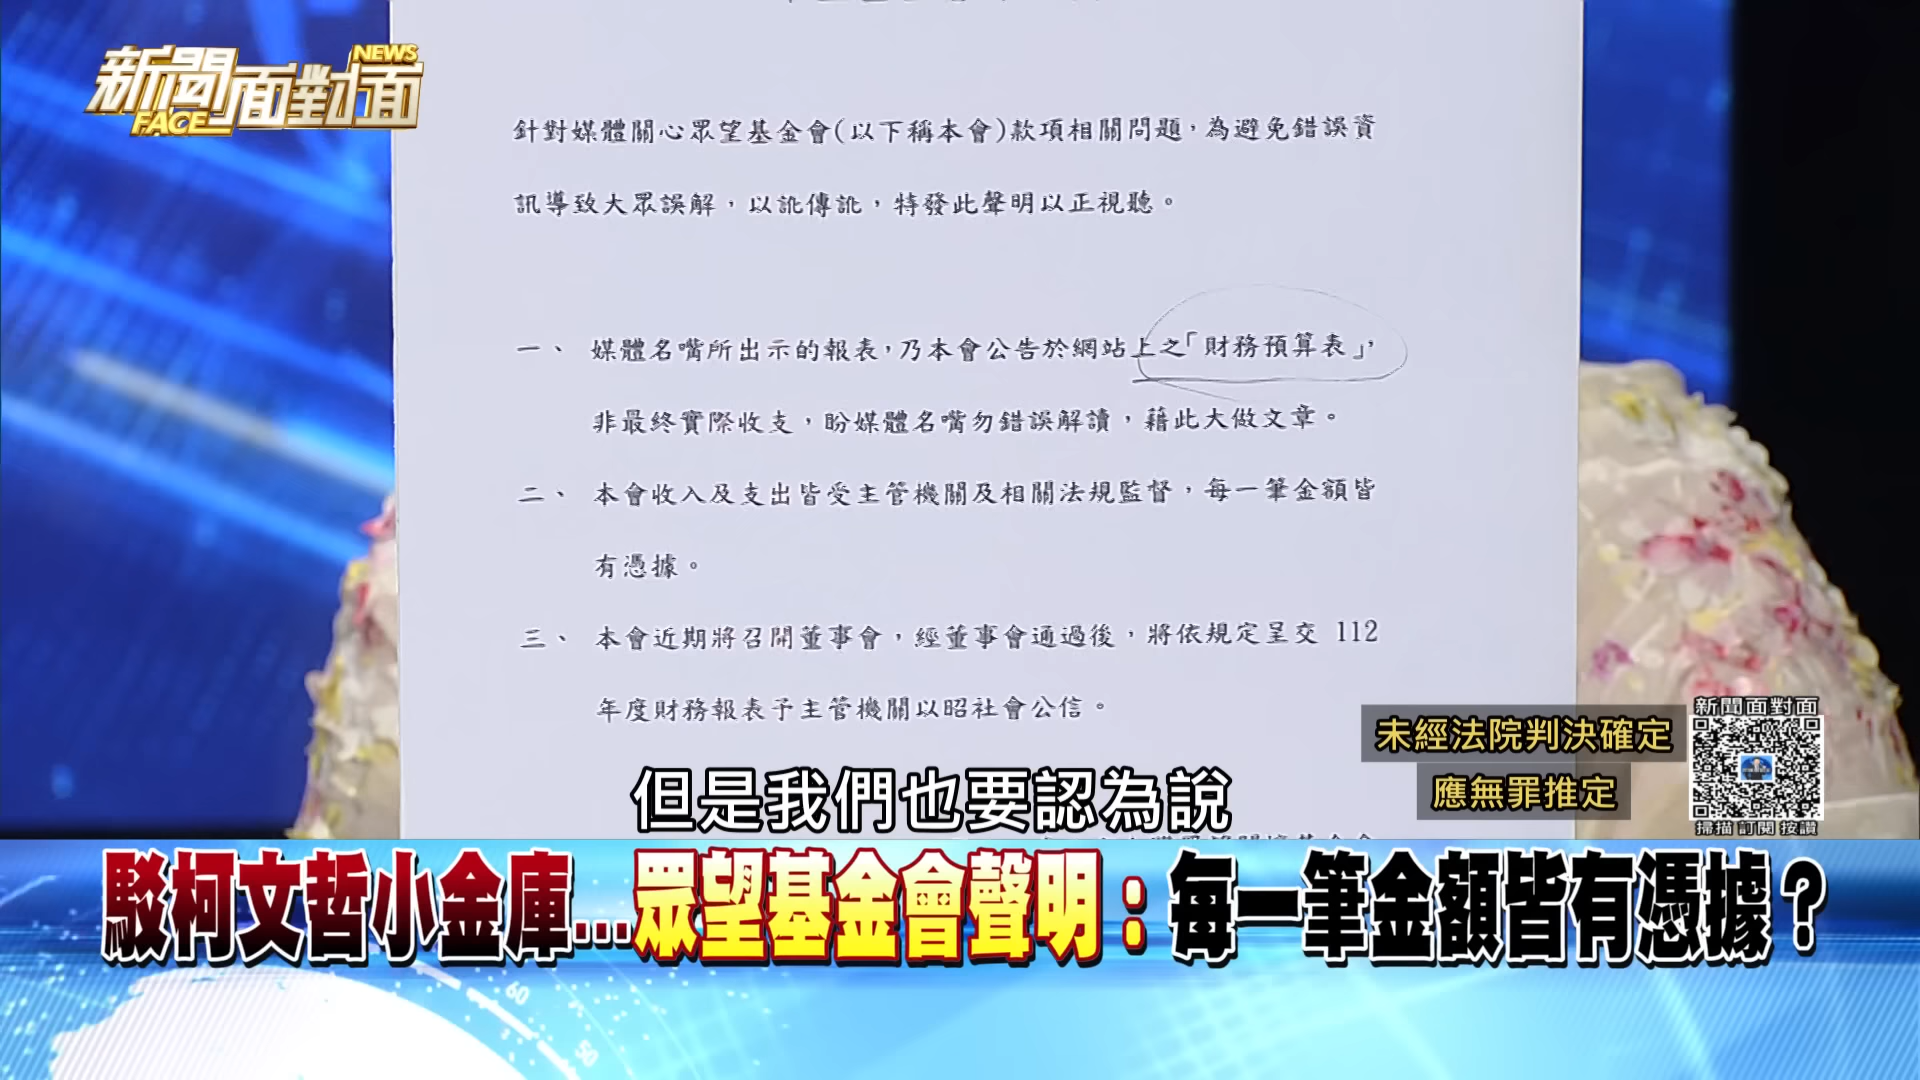 新聞面對面
NEWS
FACE
針對媒體關心眾望基金會(以下稱本會)款項相關問題，為避免錯誤資
訊導致大眾誤解，以訛傳訛，特發此聲明以正視聽。
一、 媒體名嘴所出示的報表，乃本會公告於網站上之「財務預算表」，
非最終實際收支，盼媒體名嘴勿錯誤解讀，藉此大做文章。
二、 本會收入及支出皆受主管機關及相關法規監督，每一筆金額皆
有憑據。
三、 本會近期將召開董事會，經董事會通過後，將依規定呈交 112
年度財務報表予主管機關以昭社會公信。
新聞面對面
未經法院判決確定
應無罪推定
掃描 訂閱 按讚
但是我們也要認為說
駁柯文哲小金庫...眾望基金會聲明：每一筆金額皆有憑據？
60
50